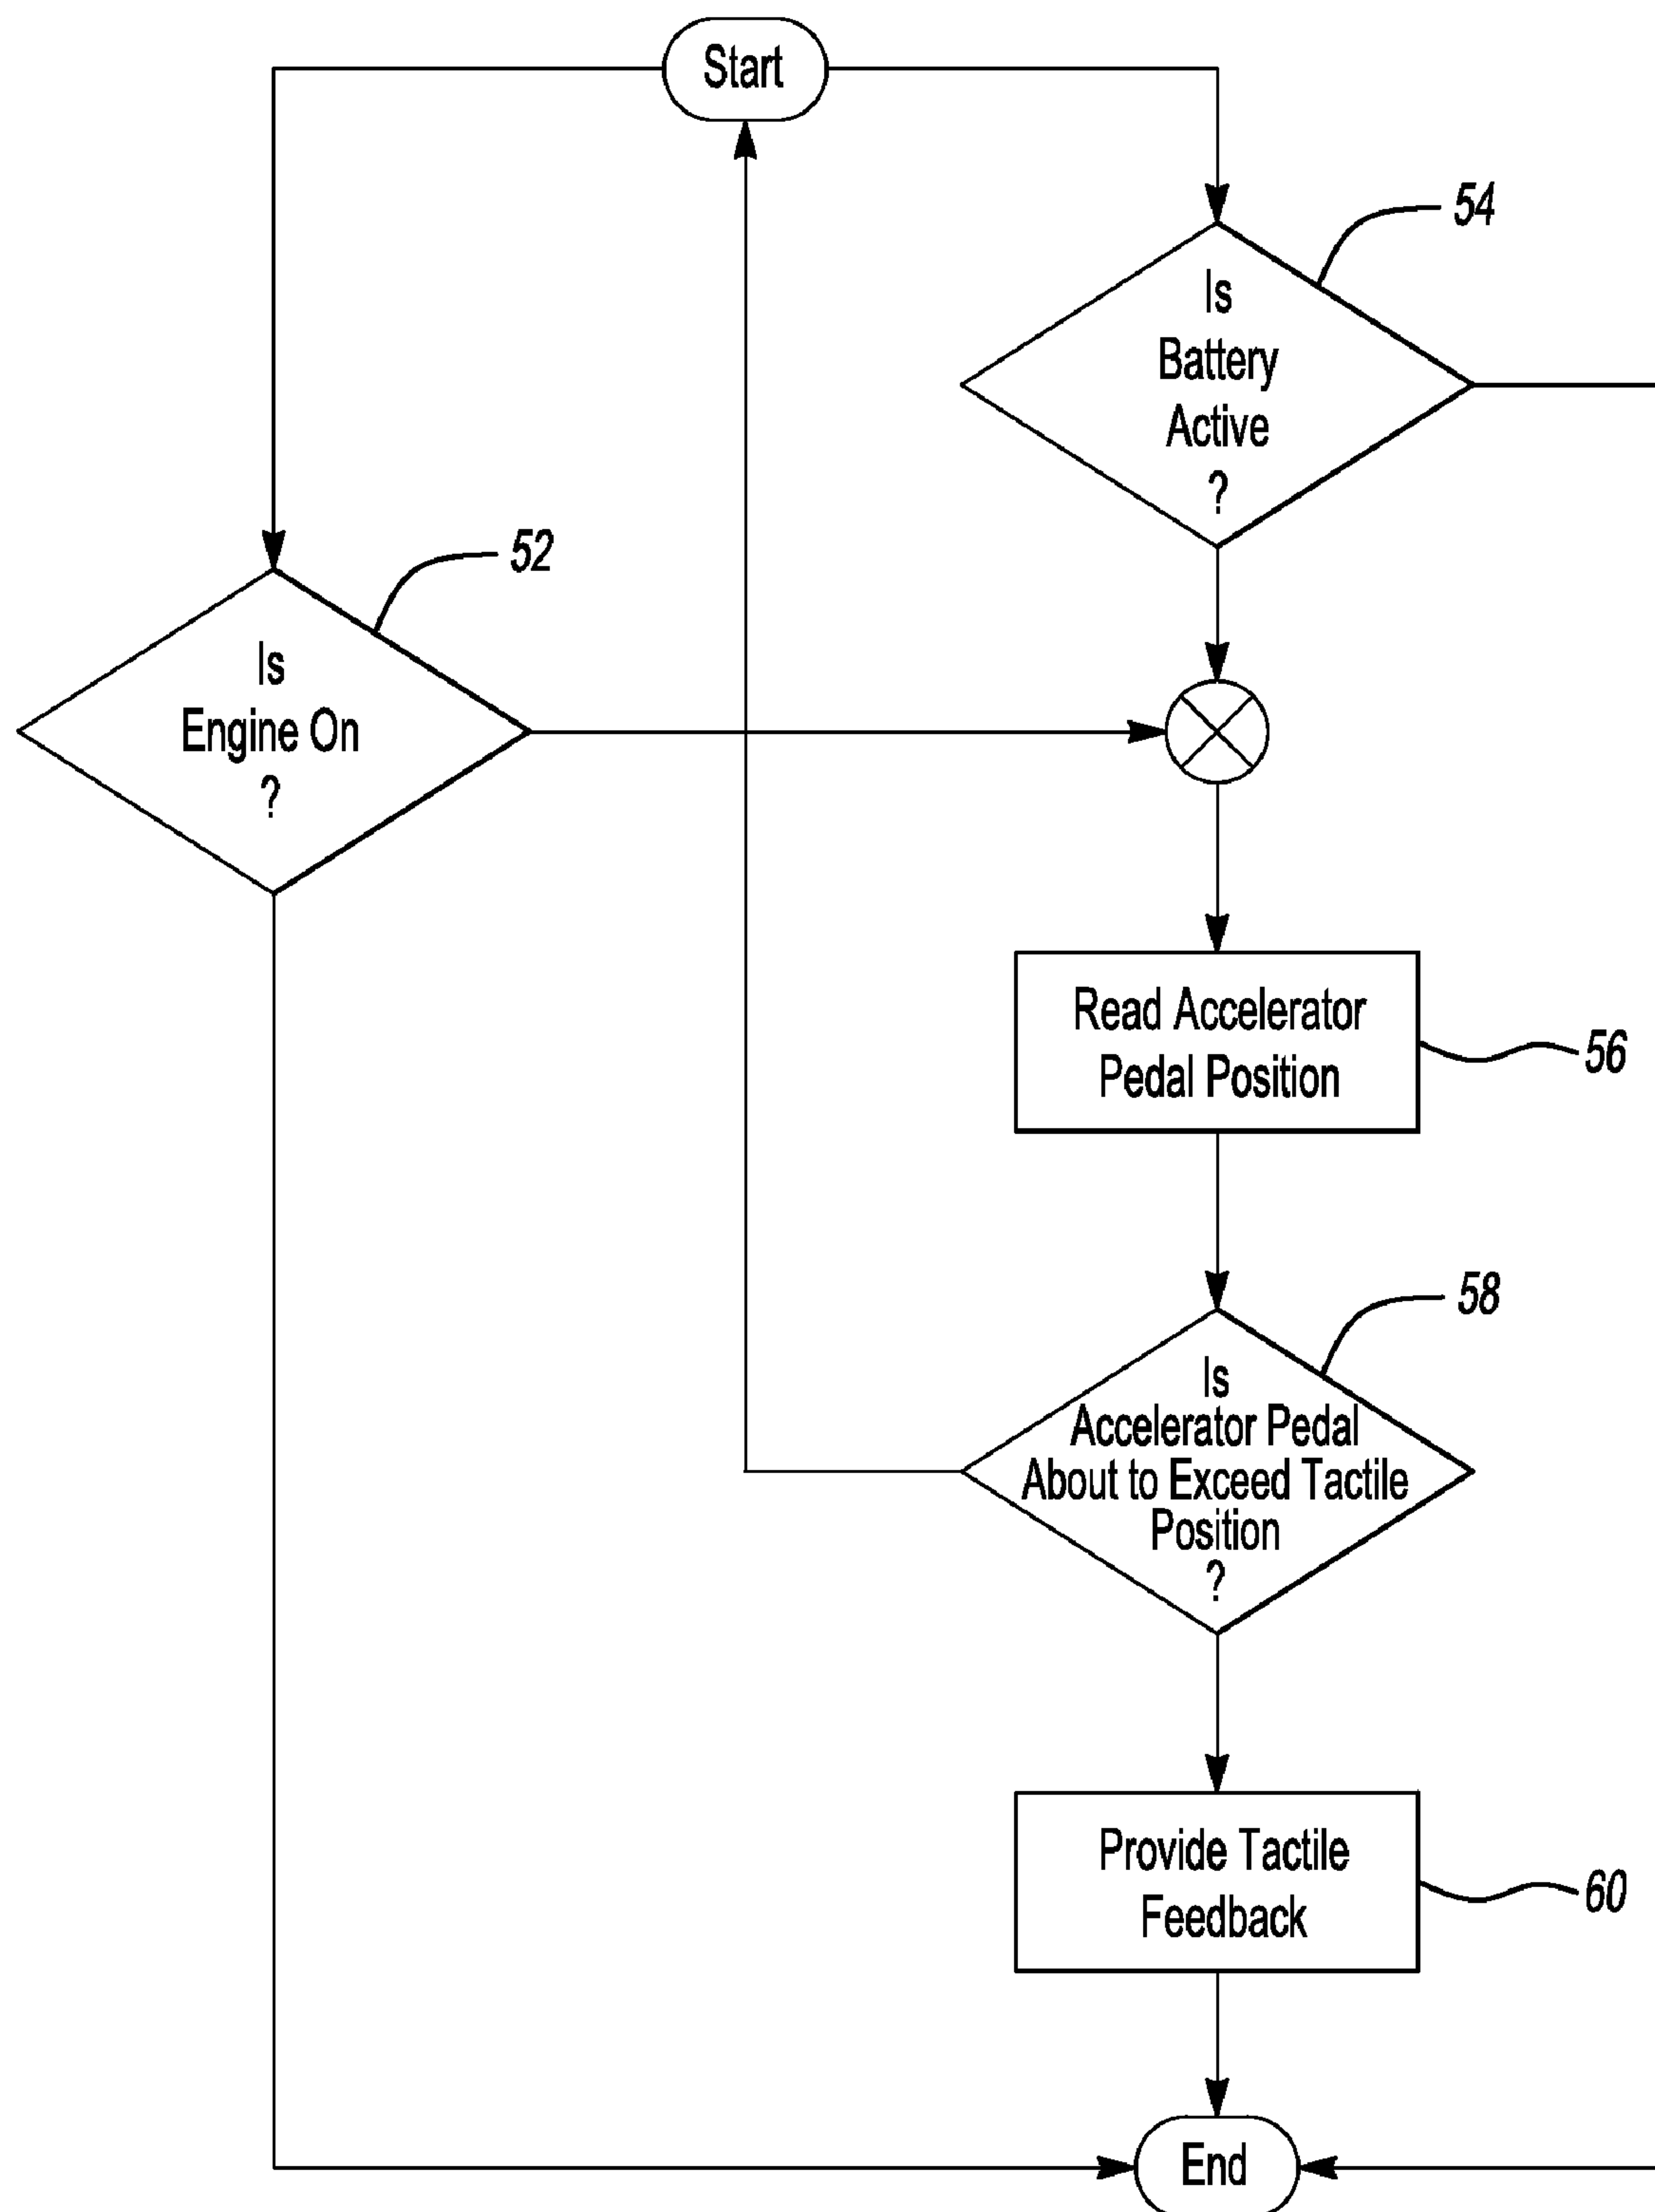 Start
54
Is
Battery
Active
?
52
Is
Engine On
?
Read Accelerator
Pedal Position
56
58
Is
Accelerator Pedal
About to Exceed Tactile
Position
?
Provide Tactile
Feedback
60
End